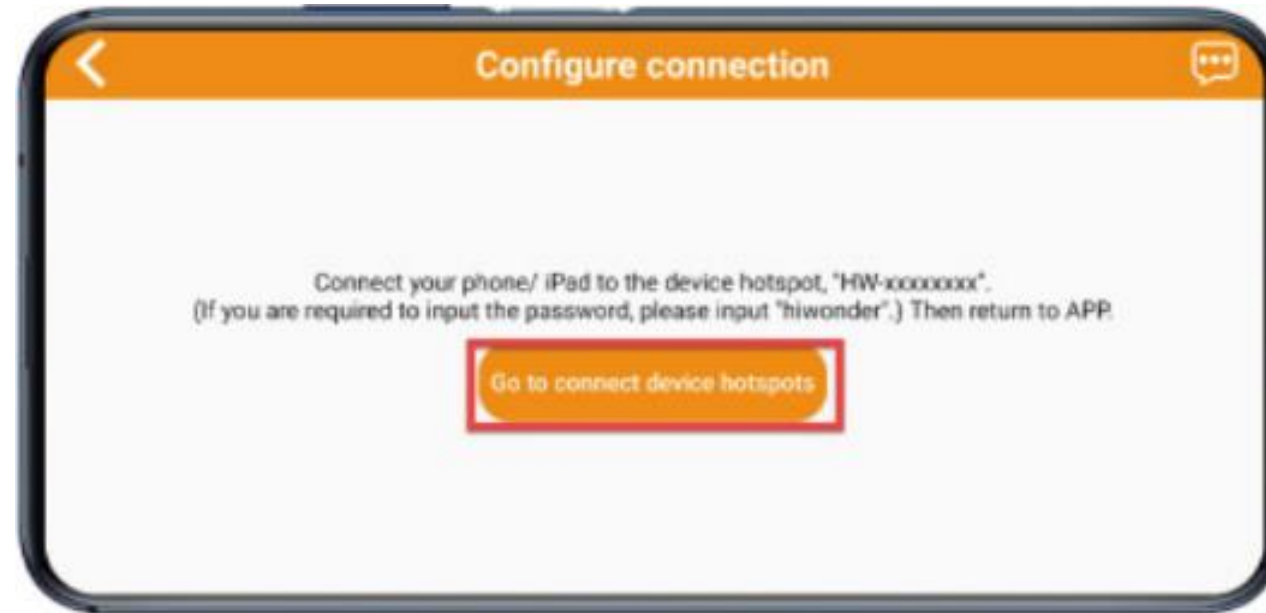 Configure connection
Connect your phone/ iPad to the device hotspot, "HW-xxxxxxxx".
(If you are required to input the password, please input "hiwonder".) Then return to APP.
Go to connect device hotspots